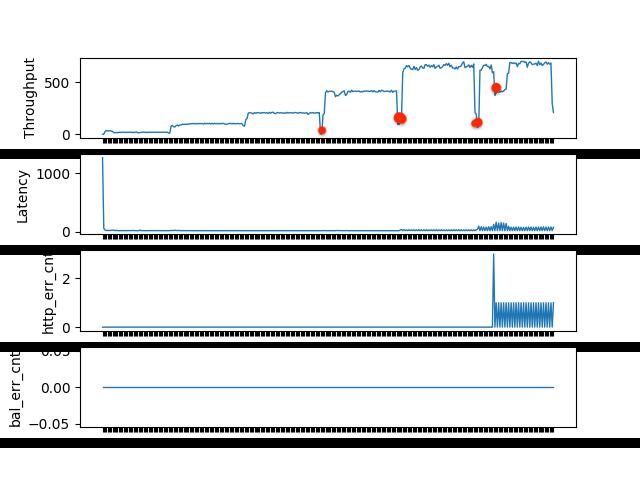 Throughput
500
0
Latency
1000
0
http_err_cnt
2
0
bal_err_cnt
0.05
0.00
−0.05